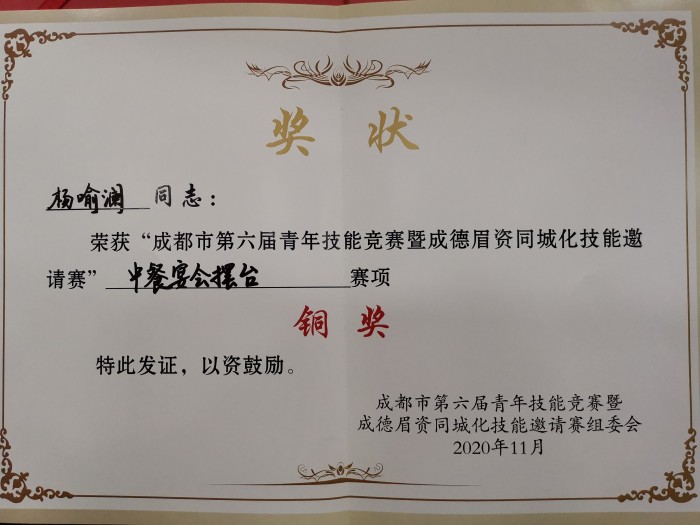 奖状
杨喻澜 同志：
荣获“成都市第六届青年技能竞赛暨成德眉资同城化技能邀
请赛” 中餐宴会摆台 赛项
铜奖
特此发证，以资鼓励。
成都市第六届青年技能竞赛暨
成德眉资同城化技能邀请赛组委会
2020年11月